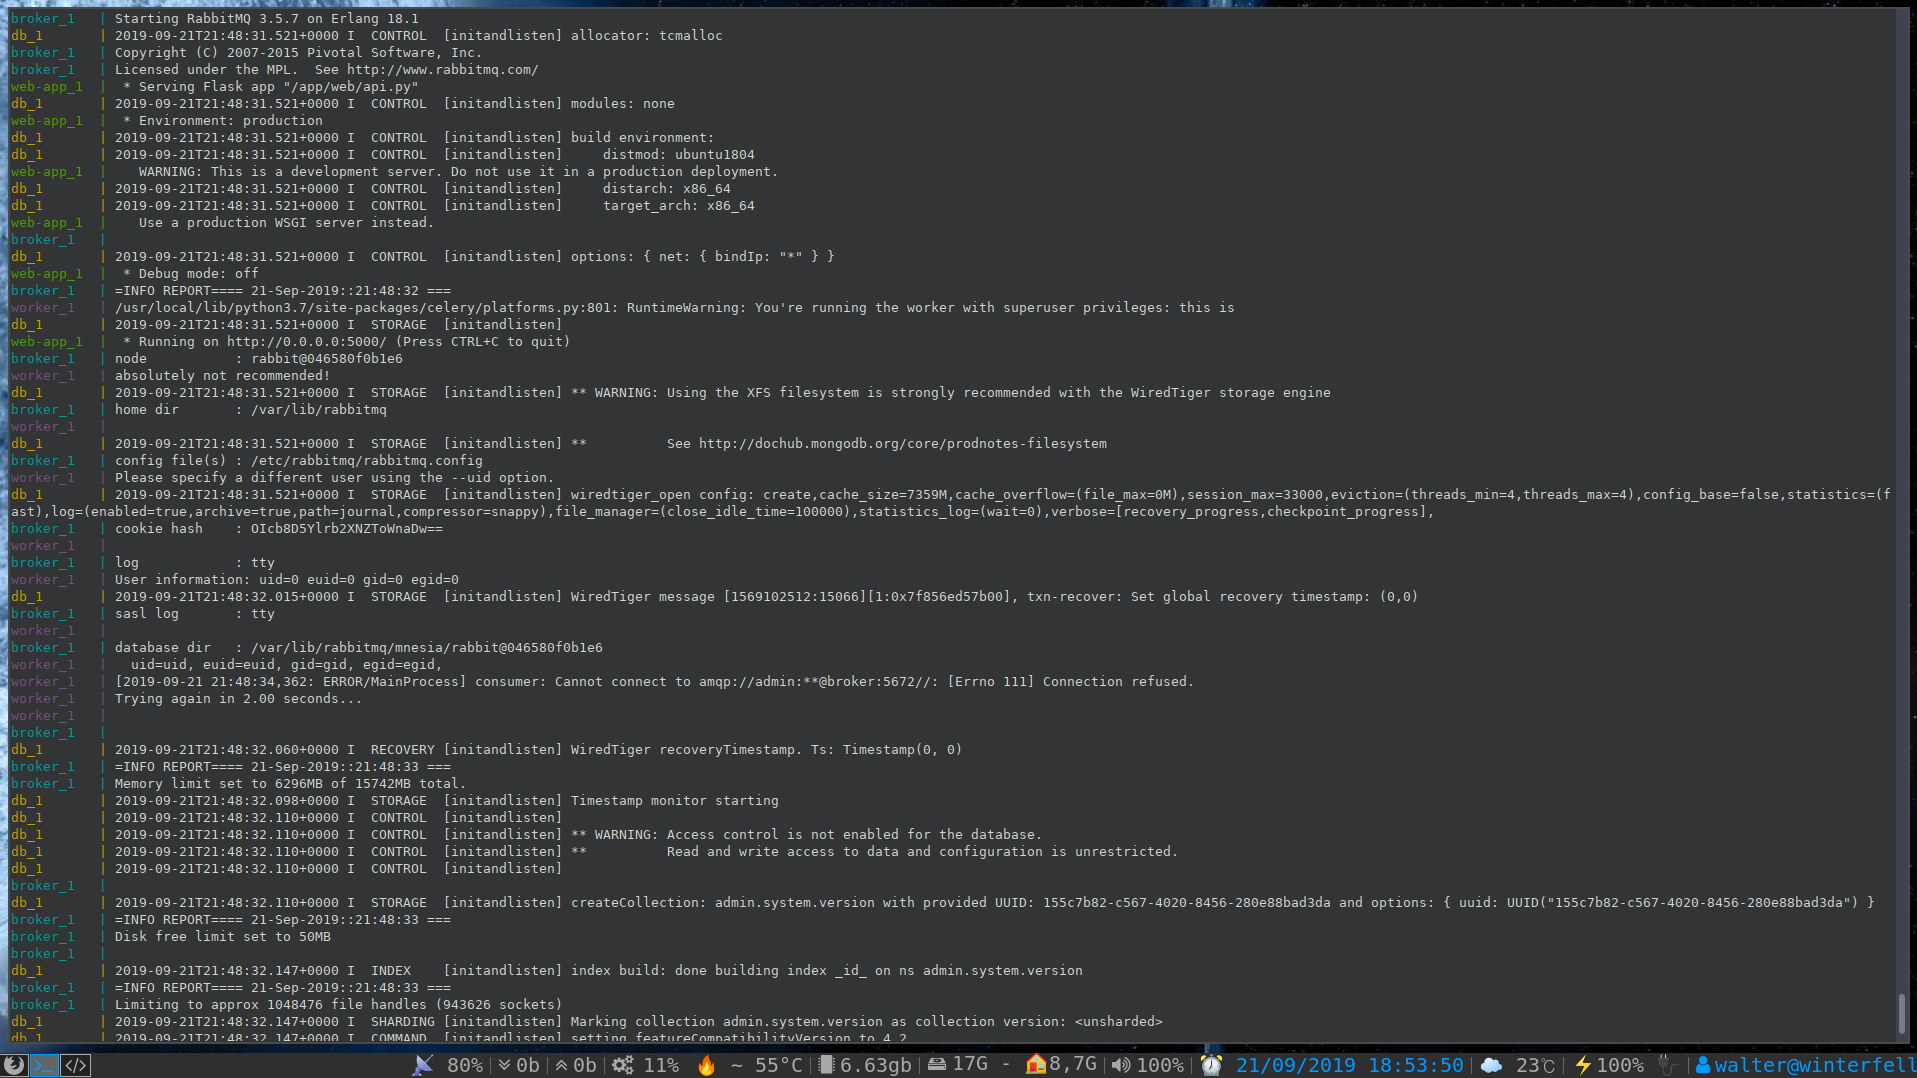 broker_1   | Starting RabbitMQ 3.5.7 on Erlang 18.1
db_1       | 2019-09-21T21:48:31.521+0000 I  CONTROL  [initandlisten] allocator: tcmalloc
broker_1   | Copyright (C) 2007-2015 Pivotal Software, Inc.
broker_1   | Licensed under the MPL.  See http://www.rabbitmq.com/
web-app_1  |  * Serving Flask app "/app/web/api.py"
db_1       | 2019-09-21T21:48:31.521+0000 I  CONTROL  [initandlisten] modules: none
web-app_1  |  * Environment: production
db_1       | 2019-09-21T21:48:31.521+0000 I  CONTROL  [initandlisten] build environment:
db_1       | 2019-09-21T21:48:31.521+0000 I  CONTROL  [initandlisten]     distmod: ubuntu1804
web-app_1  |    WARNING: This is a development server. Do not use it in a production deployment.
db_1       | 2019-09-21T21:48:31.521+0000 I  CONTROL  [initandlisten]     distarch: x86_64
db_1       | 2019-09-21T21:48:31.521+0000 I  CONTROL  [initandlisten]     target_arch: x86_64
web-app_1  |    Use a production WSGI server instead.
broker_1   |
db_1       | 2019-09-21T21:48:31.521+0000 I  CONTROL  [initandlisten] options: { net: { bindIp: "*" } }
web-app_1  |  * Debug mode: off
broker_1   | =INFO REPORT==== 21-Sep-2019::21:48:32 ===
worker_1   | /usr/local/lib/python3.7/site-packages/celery/platforms.py:801: RuntimeWarning: You're running the worker with superuser privileges: this is
db_1       | 2019-09-21T21:48:31.521+0000 I  STORAGE  [initandlisten]
web-app_1  |  * Running on http://0.0.0.0:5000/ (Press CTRL+C to quit)
broker_1   | node           : rabbit@046580f0b1e6
worker_1   | absolutely not recommended!
db_1       | 2019-09-21T21:48:31.521+0000 I  STORAGE  [initandlisten] ** WARNING: Using the XFS filesystem is strongly recommended with the WiredTiger storage engine
broker_1   | home dir       : /var/lib/rabbitmq
worker_1   |
db_1       | 2019-09-21T21:48:31.521+0000 I  STORAGE  [initandlisten] **          See http://dochub.mongodb.org/core/prodnotes-filesystem
broker_1   | config file(s) : /etc/rabbitmq/rabbitmq.config
worker_1   | Please specify a different user using the --uid option.
db_1       | 2019-09-21T21:48:31.521+0000 I  STORAGE  [initandlisten] wiredtiger_open config: create,cache_size=7359M,cache_overflow=(file_max=0M),session_max=33000,eviction=(threads_min=4,threads_max=4),config_base=false,statistics=(f
ast),log=(enabled=true,archive=true,path=journal,compressor=snappy),file_manager=(close_idle_time=100000),statistics_log=(wait=0),verbose=[recovery_progress,checkpoint_progress],
broker_1   | cookie hash    : OIcb8D5Ylrb2XNZToWnaDw==
worker_1   |
broker_1   | log            : tty
worker_1   | User information: uid=0 euid=0 gid=0 egid=0
db_1       | 2019-09-21T21:48:32.015+0000 I  STORAGE  [initandlisten] WiredTiger message [1569102512:15066][1:0x7f856ed57b00], txn-recover: Set global recovery timestamp: (0,0)
broker_1   | sasl log       : tty
worker_1   |
broker_1   | database dir   : /var/lib/rabbitmq/mnesia/rabbit@046580f0b1e6
worker_1   |   uid=uid, euid=euid, gid=gid, egid=egid,
worker_1   | [2019-09-21 21:48:34,362: ERROR/MainProcess] consumer: Cannot connect to amqp://admin:**@broker:5672//: [Errno 111] Connection refused.
worker_1   | Trying again in 2.00 seconds...
worker_1   |
broker_1   |
db_1       | 2019-09-21T21:48:32.060+0000 I  RECOVERY [initandlisten] WiredTiger recoveryTimestamp. Ts: Timestamp(0, 0)
broker_1   | =INFO REPORT==== 21-Sep-2019::21:48:33 ===
broker_1   | Memory limit set to 6296MB of 15742MB total.
db_1       | 2019-09-21T21:48:32.098+0000 I  STORAGE  [initandlisten] Timestamp monitor starting
db_1       | 2019-09-21T21:48:32.110+0000 I  CONTROL  [initandlisten]
db_1       | 2019-09-21T21:48:32.110+0000 I  CONTROL  [initandlisten] ** WARNING: Access control is not enabled for the database.
db_1       | 2019-09-21T21:48:32.110+0000 I  CONTROL  [initandlisten] **          Read and write access to data and configuration is unrestricted.
db_1       | 2019-09-21T21:48:32.110+0000 I  CONTROL  [initandlisten]
broker_1   |
db_1       | 2019-09-21T21:48:32.110+0000 I  STORAGE  [initandlisten] createCollection: admin.system.version with provided UUID: 155c7b82-c567-4020-8456-280e88bad3da and options: { uuid: UUID("155c7b82-c567-4020-8456-280e88bad3da") }
broker_1   | =INFO REPORT==== 21-Sep-2019::21:48:33 ===
broker_1   | Disk free limit set to 50MB
broker_1   |
db_1       | 2019-09-21T21:48:32.147+0000 I  INDEX    [initandlisten] index build: done building index _id_ on ns admin.system.version
broker_1   | =INFO REPORT==== 21-Sep-2019::21:48:33 ===
broker_1   | Limiting to approx 1048476 file handles (943626 sockets)
db_1       | 2019-09-21T21:48:32.147+0000 I  SHARDING [initandlisten] Marking collection admin.system.version as collection version: <unsharded>
db_1       | 2019-09-21T21:48:32.147+0000 I  COMMAND  [initandlisten] setting featureCompatibilityVersion to 4.2
>_ </> 80% | 0b | 0b | 11% ~ 55°C | 6.63gb | 17G - 8,7G | 100% | 21/09/2019 18:53:50 | 23°C | 100% | walter@winterfell